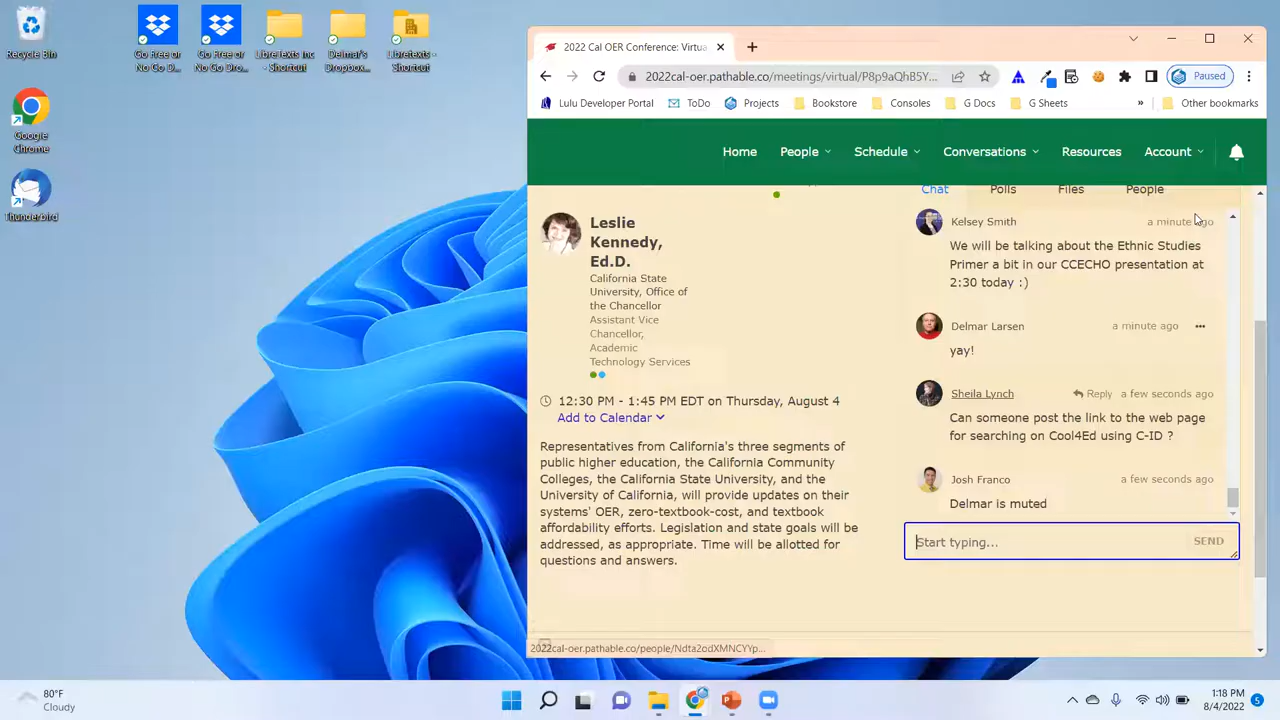 Recycle Bin
Go Free or
No Go D...
Go Free or
No Go Dro...
Libretexts Inc
- Shortcut
Delmar's
Dropbox...
Libretexts -
Shortcut
Google
Chrome
Thunderbird
2022 Cal OER Conference: Virtua
2022cal-oer.pathable.co/meetings/virtual/P8p9aQhB5Y...
Paused
Lulu Developer Portal
ToDo
Projects
Bookstore
Consoles
G Docs
G Sheets
»
Other bookmarks
Home
People
Schedule
Conversations
Resources
Account
Chat
Polls
Files
People
Leslie
Kennedy,
Ed.D.
California State
University, Office of
the Chancellor
Assistant Vice
Chancellor,
Academic
Technology Services
12:30 PM - 1:45 PM EDT on Thursday, August 4
Add to Calendar
Representatives from California's three segments of
public higher education, the California Community
Colleges, the California State University, and the
University of California, will provide updates on their
systems' OER, zero-textbook-cost, and textbook
affordability efforts. Legislation and state goals will be
addressed, as appropriate. Time will be allotted for
questions and answers.
Kelsey Smith
a minute ago
We will be talking about the Ethnic Studies
Primer a bit in our CCECHO presentation at
2:30 today :)
Delmar Larsen
a minute ago
yay!
Sheila Lynch
Reply
a few seconds ago
Can someone post the link to the web page
for searching on Cool4Ed using C-ID ?
Josh Franco
a few seconds ago
Delmar is muted
Start typing...
SEND
2022cal-oer.pathable.co/people/Ndta2odXMNCYYp...
80°F
Cloudy
1:18 PM
8/4/2022
5